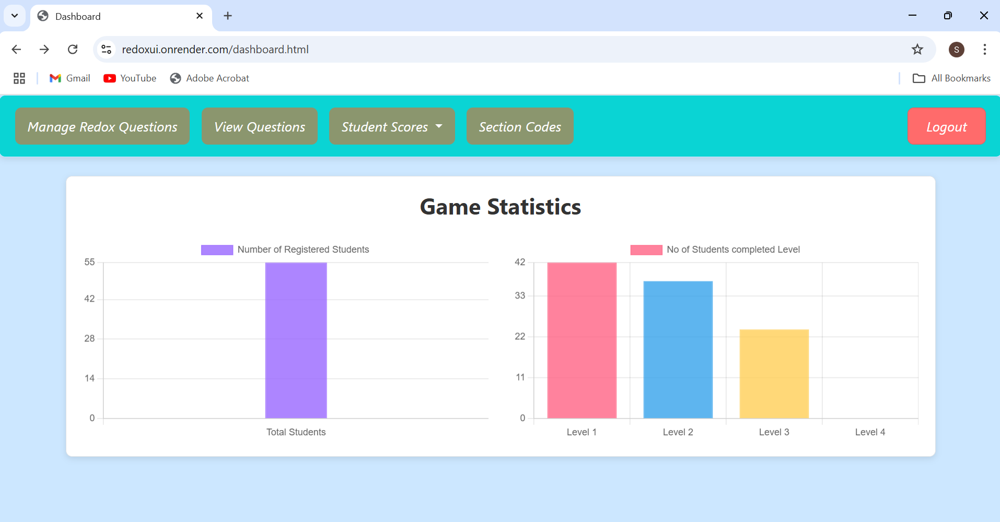 Dashboard
redoxui.onrender.com/dashboard.html
S
Gmail
YouTube
Adobe Acrobat
All Bookmarks
Manage Redox Questions
View Questions
Student Scores
Section Codes
Logout
Game Statistics
Number of Registered Students
55
42
28
14
0
Total Students
No of Students completed Level
42
33
22
11
0
Level 1
Level 2
Level 3
Level 4